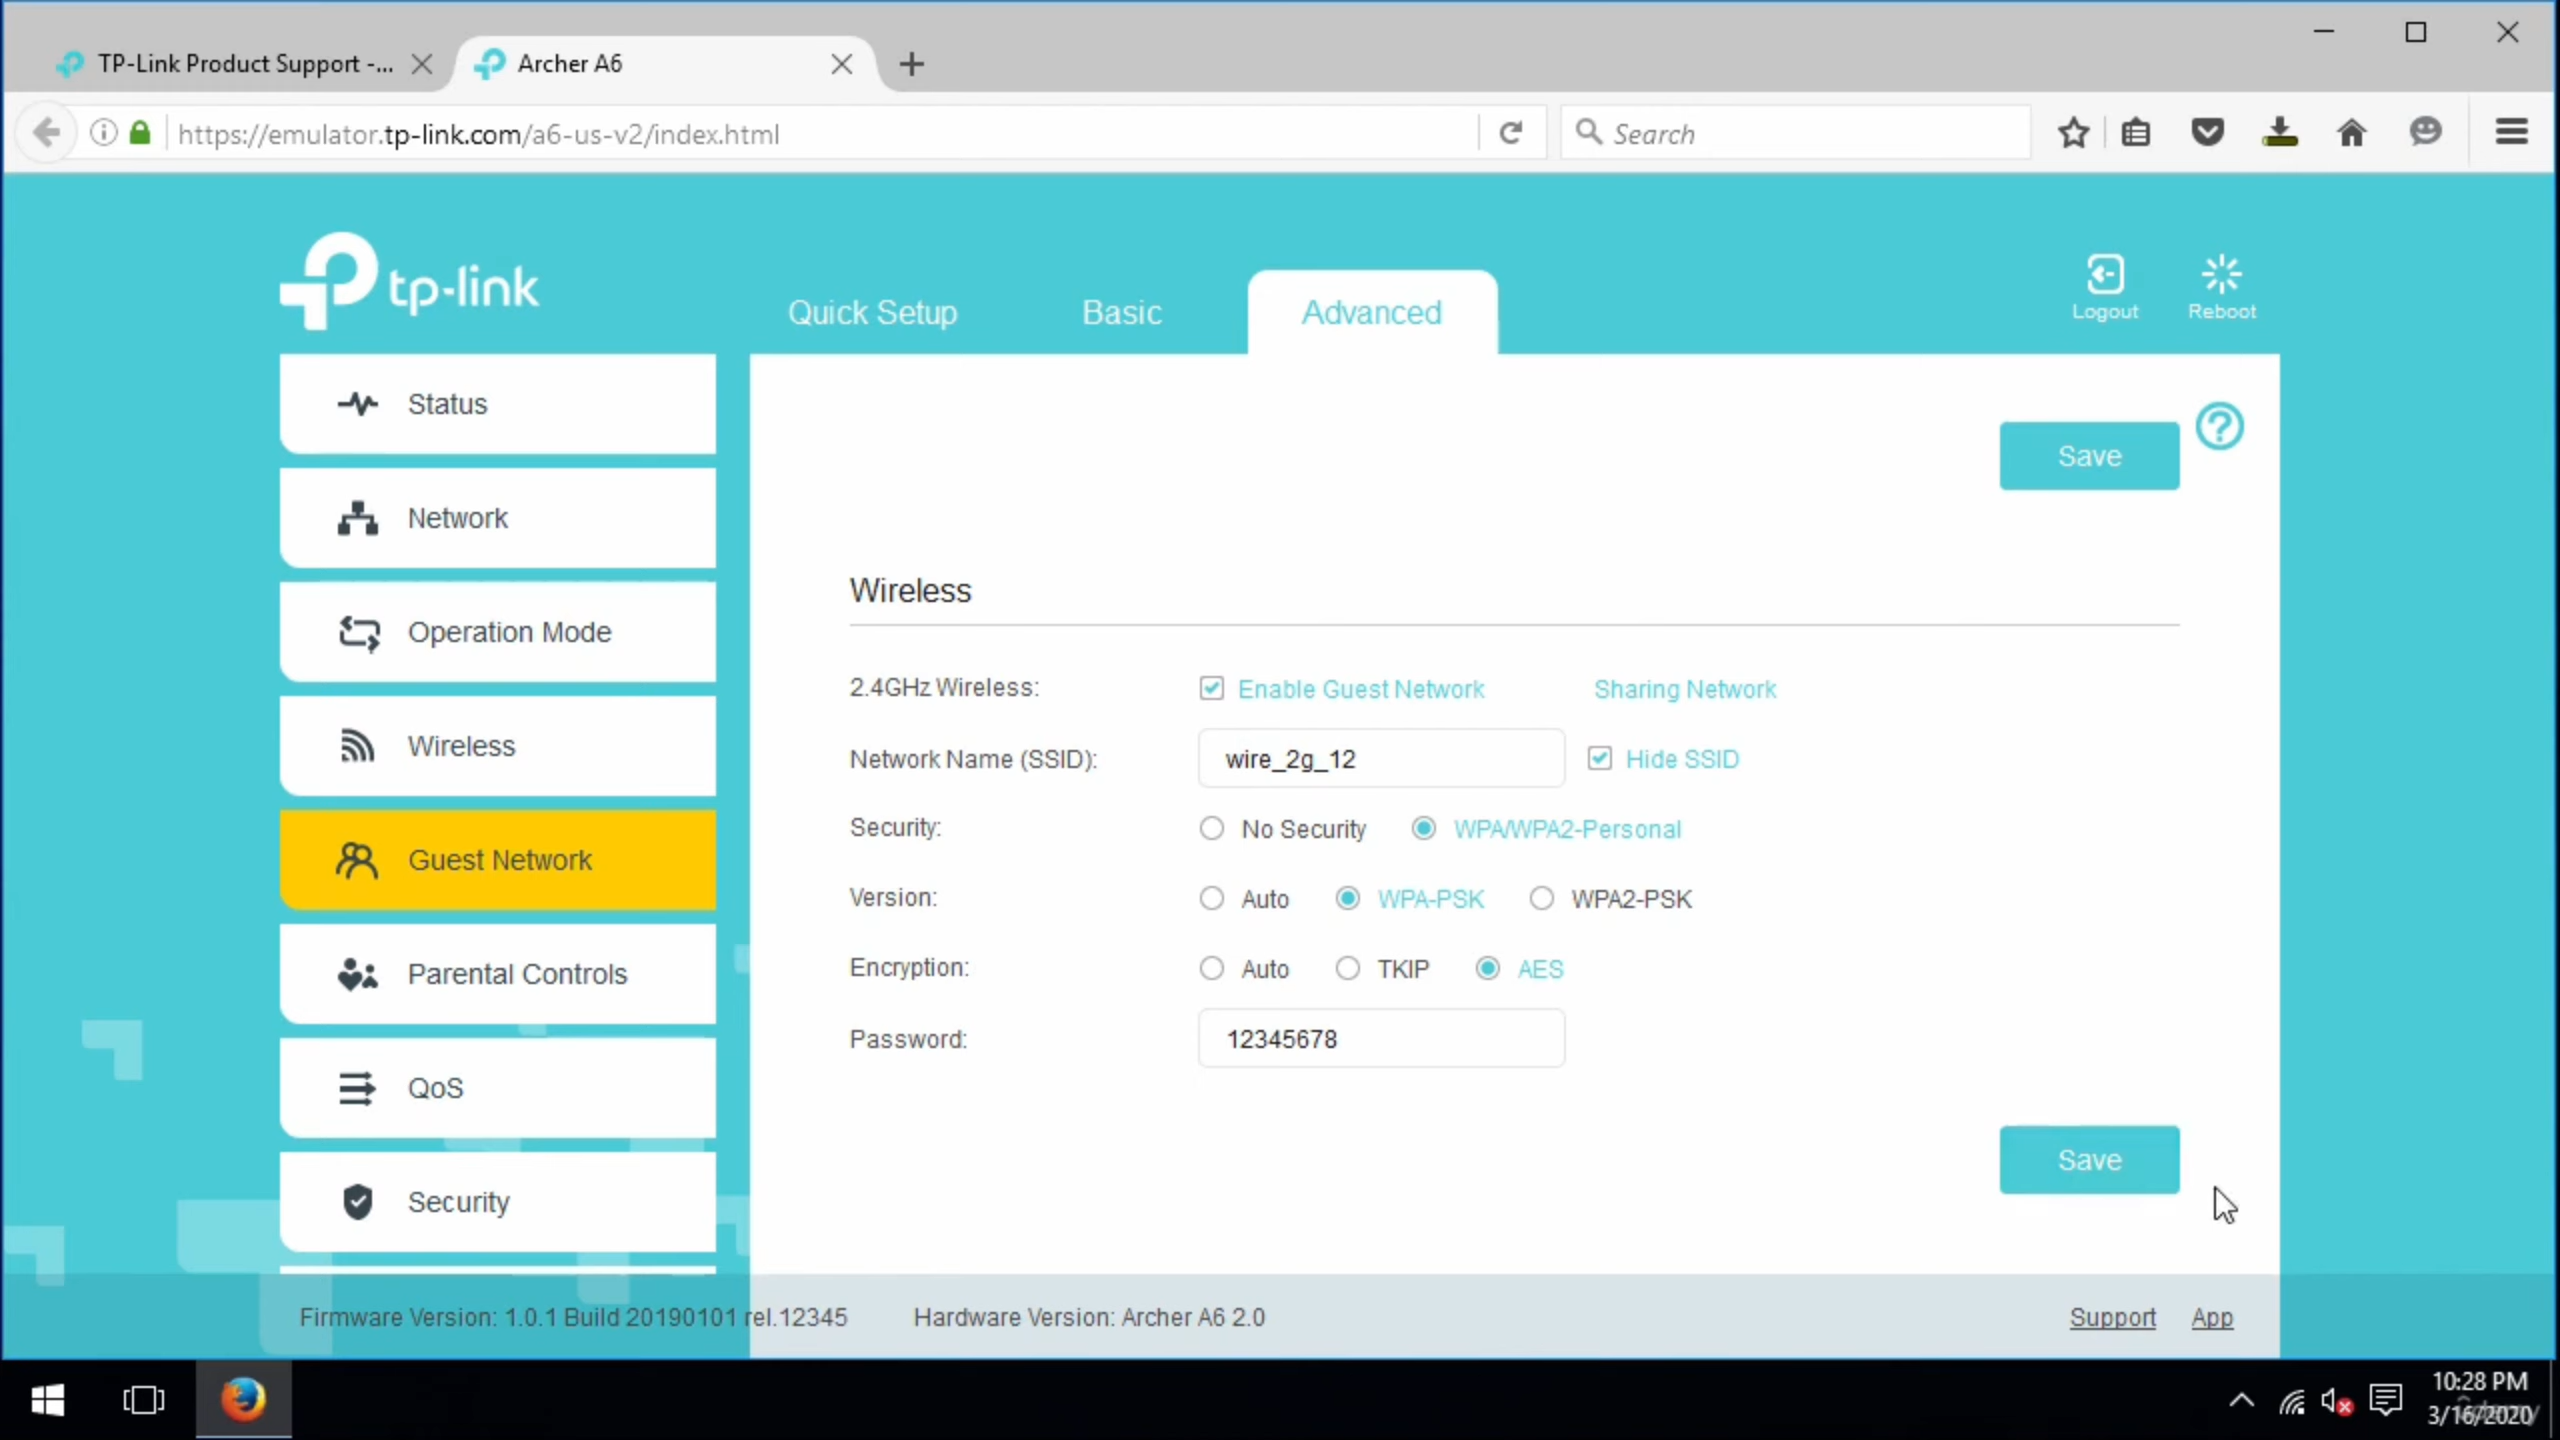 TP-Link Product Support -...
Archer A6
https://emulator.tp-link.com/a6-us-v2/index.html
Search
tp-link
Quick Setup
Basic
Advanced
Logout
Reboot
Status
Network
Operation Mode
Wireless
Guest Network
Parental Controls
QoS
Security
Save
Wireless
2.4GHz Wireless: Enable Guest Network Sharing Network
Network Name (SSID): wire_2g_12 Hide SSID
Security: No Security WPA/WPA2-Personal
Version: Auto WPA-PSK WPA2-PSK
Encryption: Auto TKIP AES
Password: 12345678
Save
Firmware Version: 1.0.1 Build 20190101 rel.12345 Hardware Version: Archer A6 2.0 Support App
10:28 PM
3/16/2020